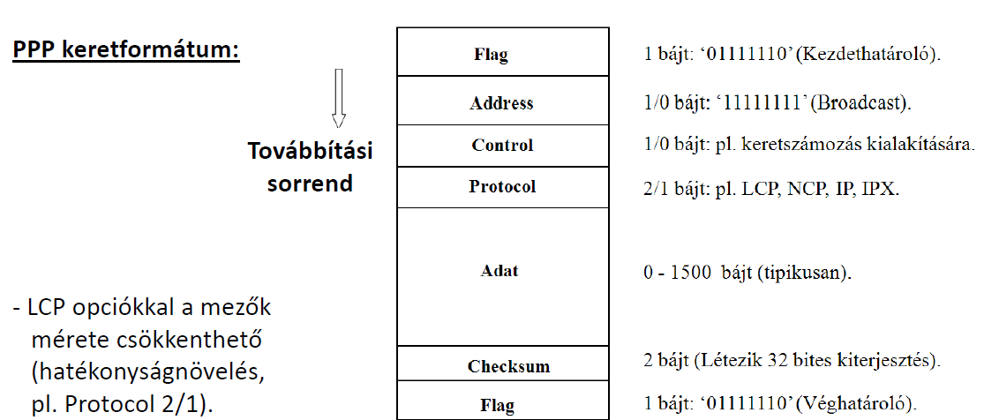 PPP keretformátum:
Továbbítási
sorrend
- LCP opciókkal a mezők
mérete csökkenthető
(hatékonyságnövelés,
pl. Protocol 2/1).
Flag 1 bájt: ‘01111110’ (Kezdethatároló).
Address 1/0 bájt: ‘11111111’ (Broadcast).
Control 1/0 bájt: pl. keretszámozás kialakítására.
Protocol 2/1 bájt: pl. LCP, NCP, IP, IPX.
Adat 0 - 1500 bájt (tipikusan).
Checksum 2 bájt (Létezik 32 bites kiterjesztés).
Flag 1 bájt: ‘01111110’ (Véghatároló).